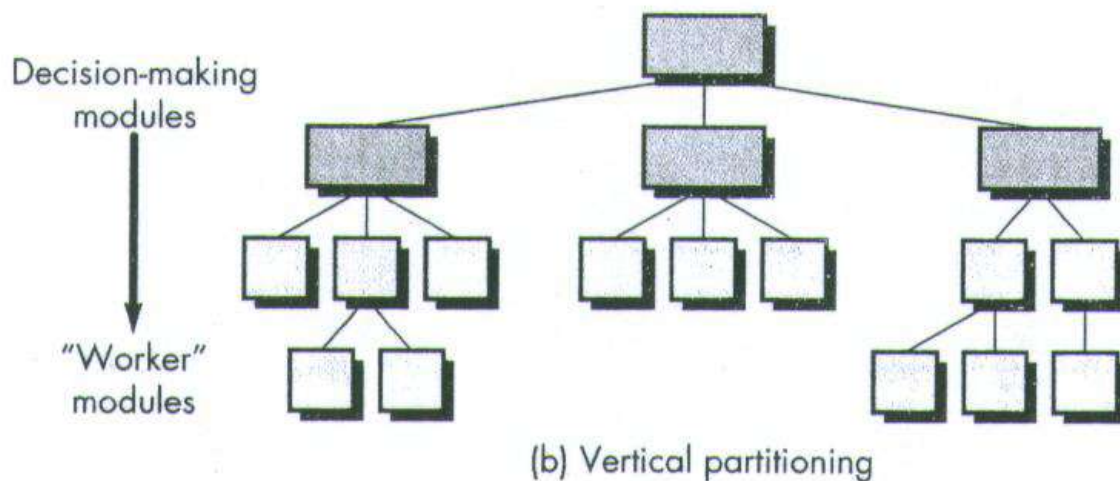 Decision-making
modules
“Worker”
modules
(b) Vertical partitioning